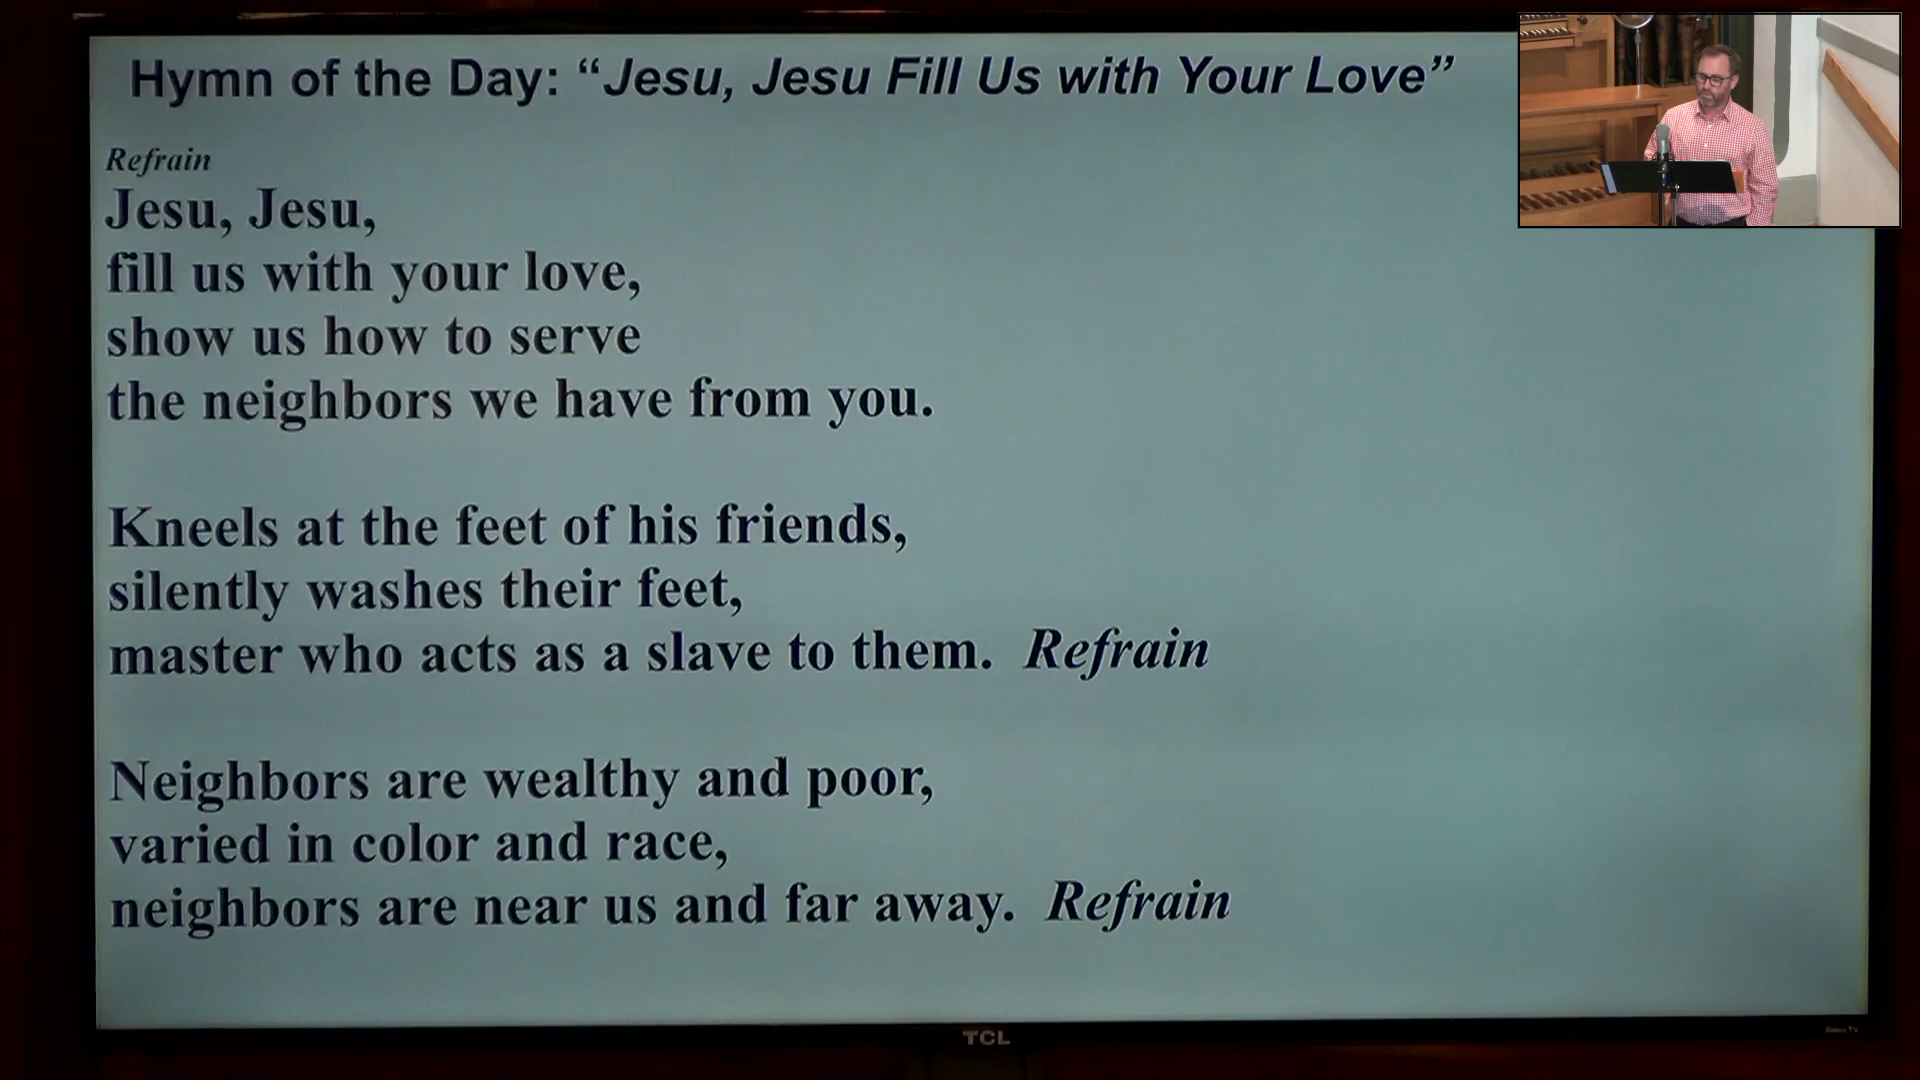 Hymn of the Day: “Jesu, Jesu Fill Us with Your Love”
Refrain
Jesu, Jesu,
fill us with your love,
show us how to serve
the neighbors we have from you.
Kneels at the feet of his friends,
silently washes their feet,
master who acts as a slave to them. Refrain
Neighbors are wealthy and poor,
varied in color and race,
neighbors are near us and far away. Refrain
TCL